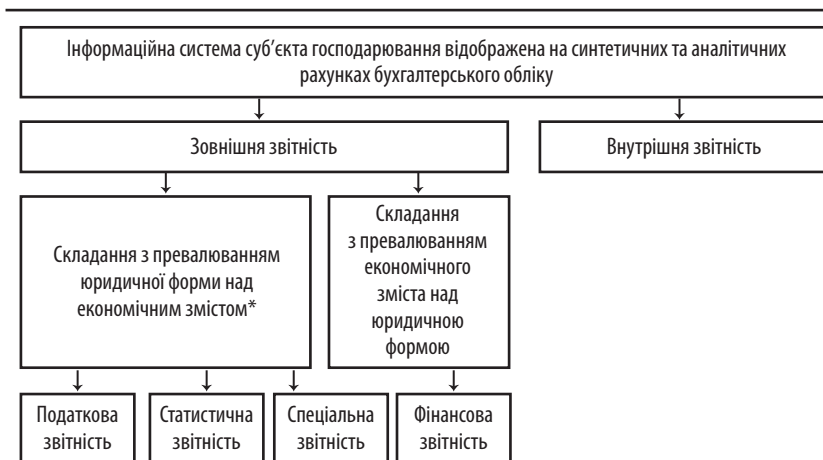 Інформаційна система суб’єкта господарювання відображена на синтетичних та аналітичних
рахунках бухгалтерського обліку
Зовнішня звітність
Внутрішня звітність
Складання з превалюванням
юридичної форми над
економічним змістом*
Складання
з превалюванням
економічного
зміста над
юридичною
формою
Податкова
звітність
Статистична
звітність
Спеціальна
звітність
Фінансова
звітність